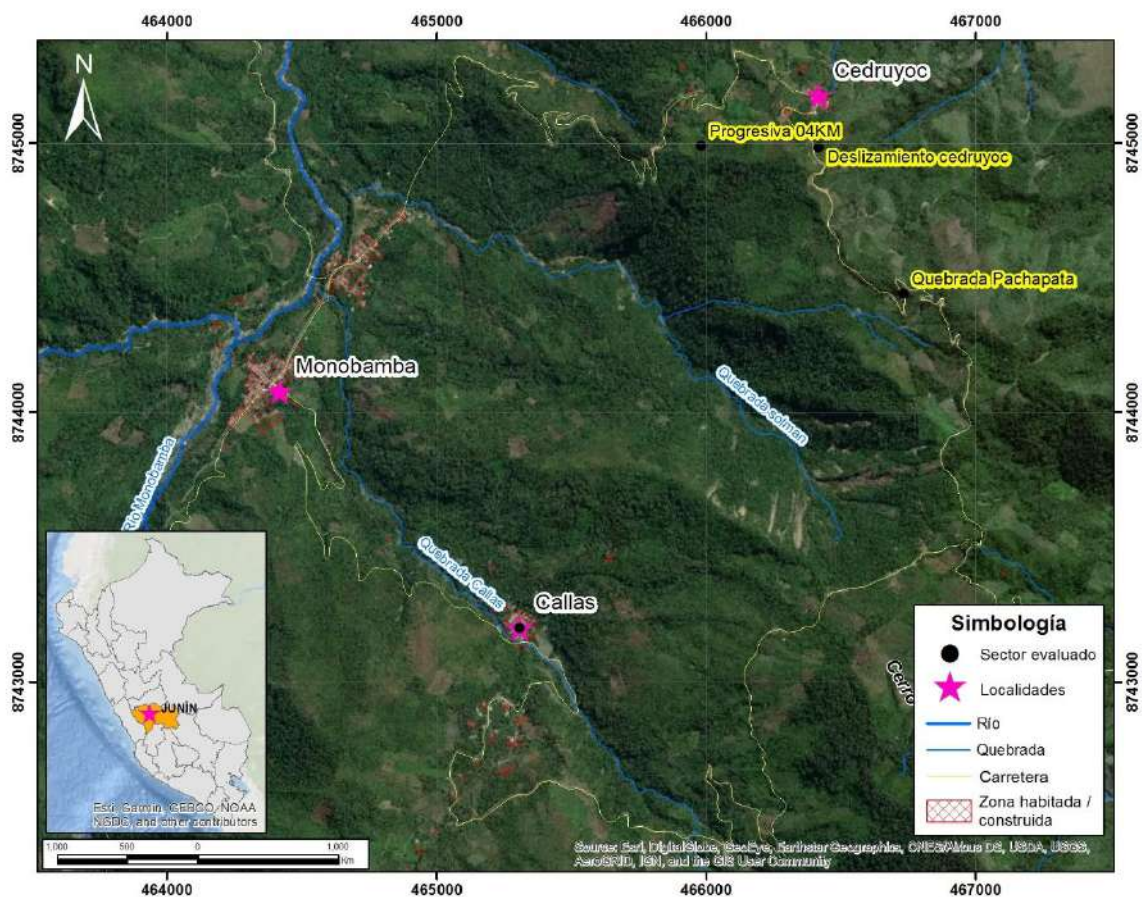 464000
465000
466000
467000
N
Cedruyoc
8745000
8745000
Progresiva 04KM
Deslizamiento cedruyoc
Quebrada Pachapata
Monobamba
Quebrada solman
8744000
8744000
Río Monobamba
Quebrada Callas
Callas
Cerro
8743000
8743000
JUNÍN
Esri, Garmin, GEBCO, NOAA
NGDC, and other contributors
Simbología
Sector evaluado
Localidades
Río
Quebrada
Carretera
Zona habitada /
construida
1,000
500
0
1,000
Km
Source: Esri, DigitalGlobe, GeoEye, Earthstar Geographics, CNES/Airbus DS, USDA, USGS,
AeroGRID, IGN, and the GIS User Community
464000
465000
466000
467000